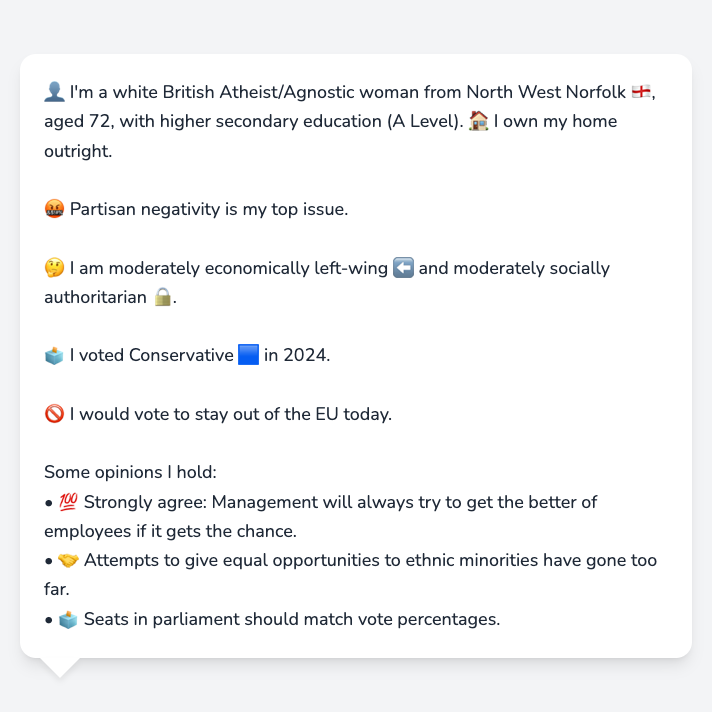 👤 I'm a white British Atheist/Agnostic woman from North West Norfolk 🏴󠁧󠁢󠁥󠁮󠁧󠁿,
aged 72, with higher secondary education (A Level). 🏠 I own my home
outright.
🤬 Partisan negativity is my top issue.
🤔 I am moderately economically left-wing ⬅️ and moderately socially
authoritarian 🔒.
🗳️ I voted Conservative 🟦 in 2024.
🚫 I would vote to stay out of the EU today.
Some opinions I hold:
• 💯 Strongly agree: Management will always try to get the better of
employees if it gets the chance.
• 🤝 Attempts to give equal opportunities to ethnic minorities have gone too
far.
• 🗳️ Seats in parliament should match vote percentages.